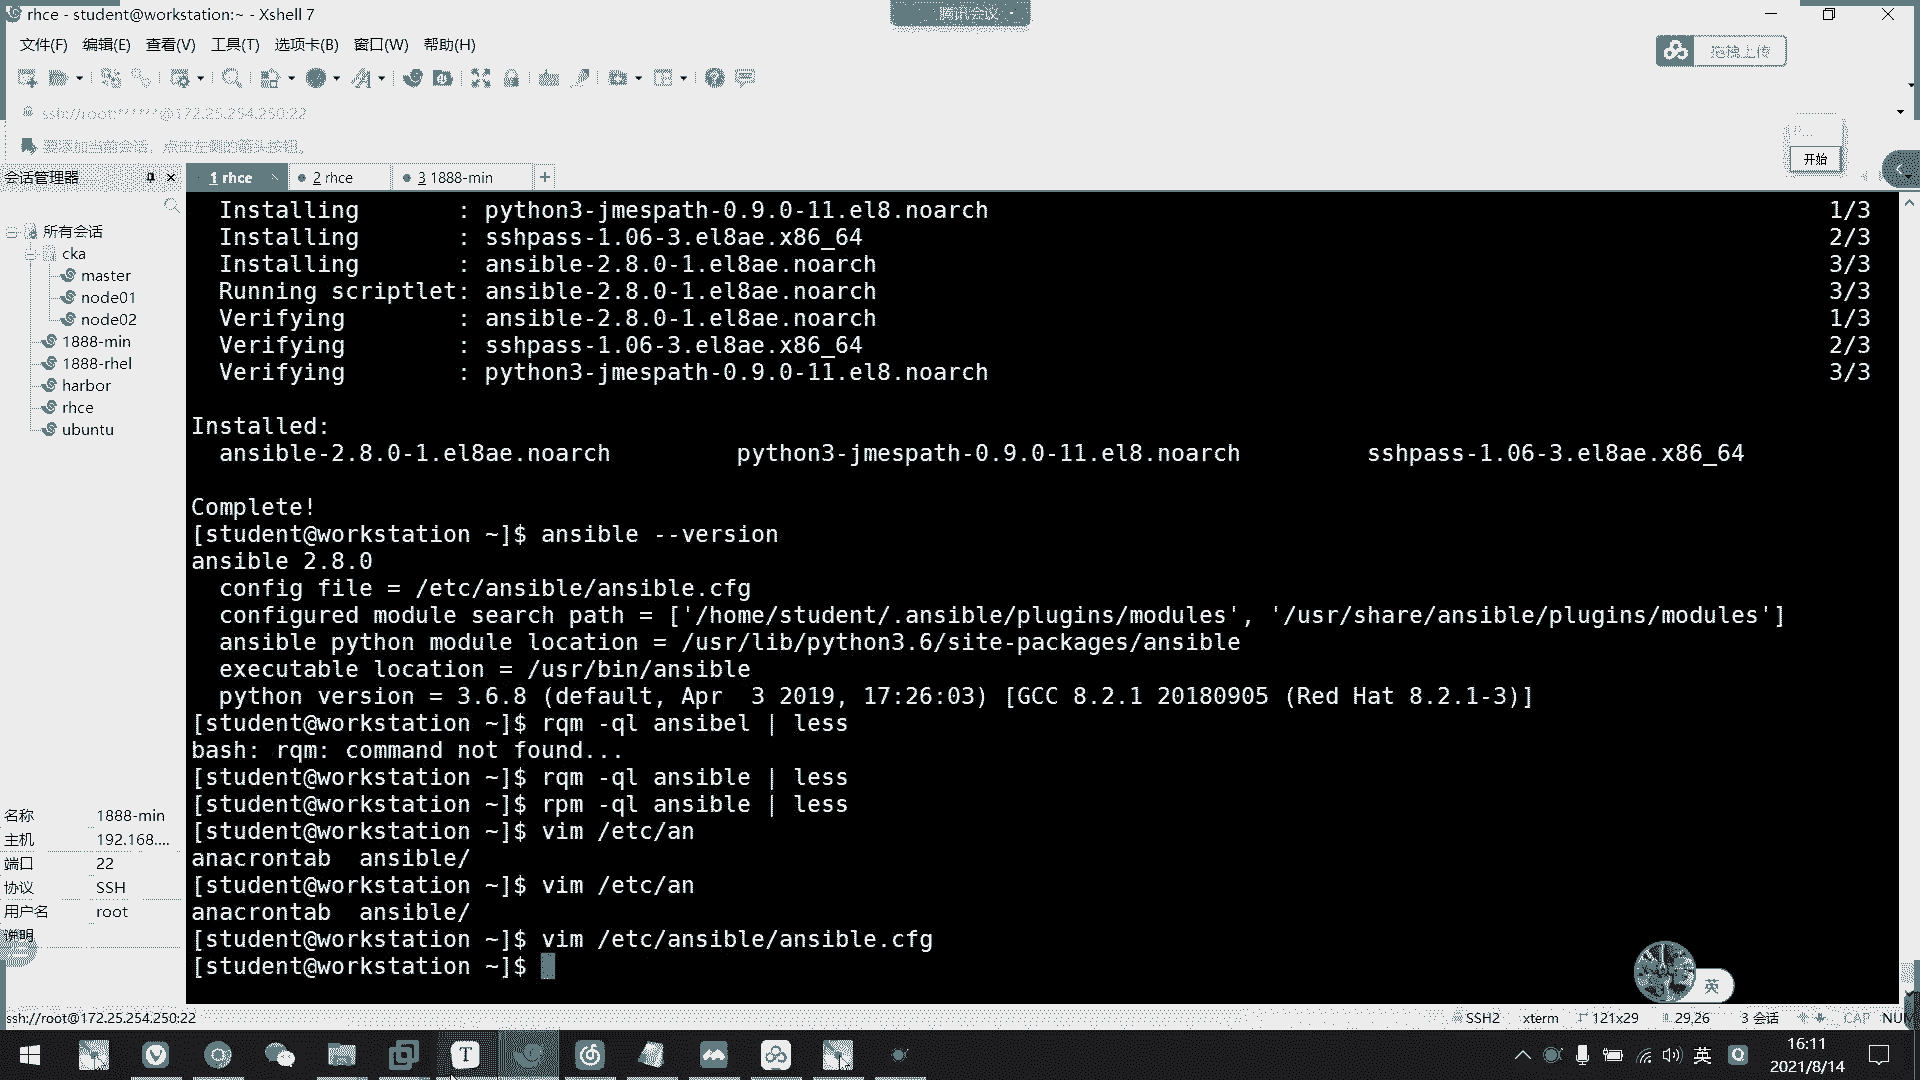 rhce - student@workstation:~ - Xshell 7
腾讯会议
文件(F) 编辑(E) 查看(V) 工具(T) 选项卡(B) 窗口(W) 帮助(H)
拖拽上传
ssh://root:******@172.25.254.250:22
要添加当前会话，点击左侧的箭头按钮。
开始
会话管理器
1 rhce
2 rhce
3 1888-min
所有会话
cka
master
node01
node02
1888-min
1888-rhel
harbor
rhce
ubuntu
名称 1888-min
主机 192.168....
端口 22
协议 SSH
用户名 root
说明
Installing : python3-jmespath-0.9.0-11.el8.noarch 1/3
Installing : sshpass-1.06-3.el8ae.x86_64 2/3
Installing : ansible-2.8.0-1.el8ae.noarch 3/3
Running scriptlet: ansible-2.8.0-1.el8ae.noarch 3/3
Verifying : ansible-2.8.0-1.el8ae.noarch 1/3
Verifying : sshpass-1.06-3.el8ae.x86_64 2/3
Verifying : python3-jmespath-0.9.0-11.el8.noarch 3/3
Installed:
ansible-2.8.0-1.el8ae.noarch python3-jmespath-0.9.0-11.el8.noarch sshpass-1.06-3.el8ae.x86_64
Complete!
[student@workstation ~]$ ansible --version
ansible 2.8.0
config file = /etc/ansible/ansible.cfg
configured module search path = ['/home/student/.ansible/plugins/modules', '/usr/share/ansible/plugins/modules']
ansible python module location = /usr/lib/python3.6/site-packages/ansible
executable location = /usr/bin/ansible
python version = 3.6.8 (default, Apr  3 2019, 17:26:03) [GCC 8.2.1 20180905 (Red Hat 8.2.1-3)]
[student@workstation ~]$ rqm -ql ansibel | less
bash: rqm: command not found...
[student@workstation ~]$ rqm -ql ansible | less
[student@workstation ~]$ rpm -ql ansible | less
[student@workstation ~]$ vim /etc/an
anacrontab  ansible/
[student@workstation ~]$ vim /etc/an
anacrontab  ansible/
[student@workstation ~]$ vim /etc/ansible/ansible.cfg
[student@workstation ~]$
英
ssh://root@172.25.254.250:22
SSH2 xterm 121x29 29,26 3 会话 CAP NUM
T
英
16:11
2021/8/14